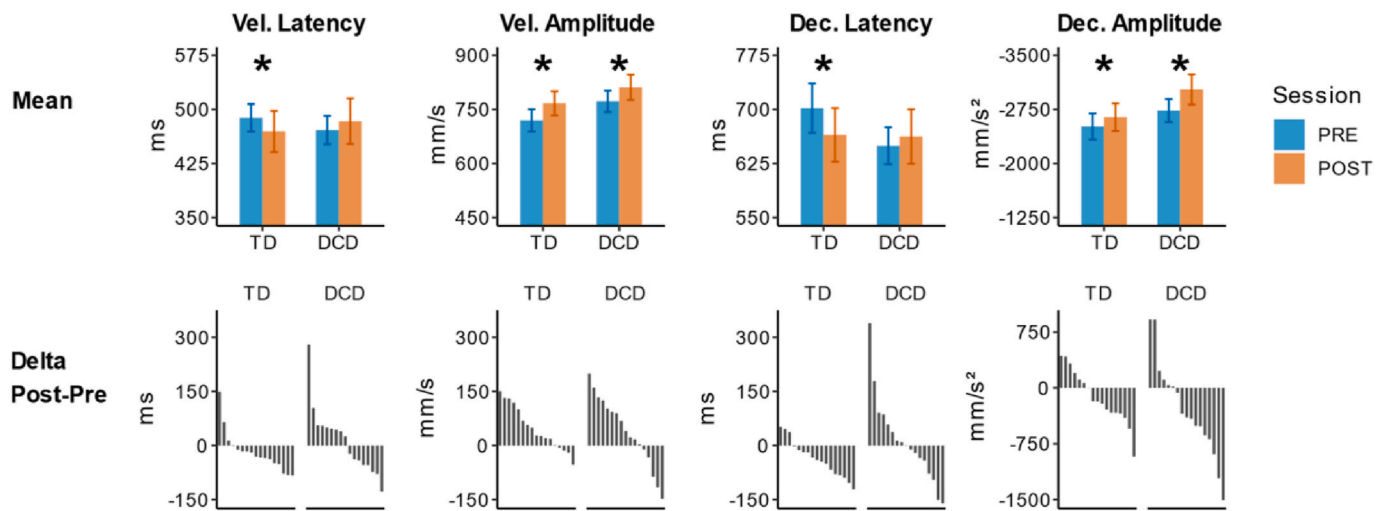 Vel. Latency
Vel. Amplitude
Dec. Latency
Dec. Amplitude
Mean
ms
575
500
425
350
*
TD
DCD
mm/s
900
750
600
450
*
*
TD
DCD
ms
775
700
625
550
*
TD
DCD
mm/s²
-3500
-2750
-2000
-1250
*
*
TD
DCD
Session
PRE
POST
Delta
Post-Pre
TD
DCD
ms
300
150
0
-150
TD
DCD
mm/s
300
150
0
-150
TD
DCD
ms
300
150
0
-150
TD
DCD
mm/s²
750
0
-750
-1500